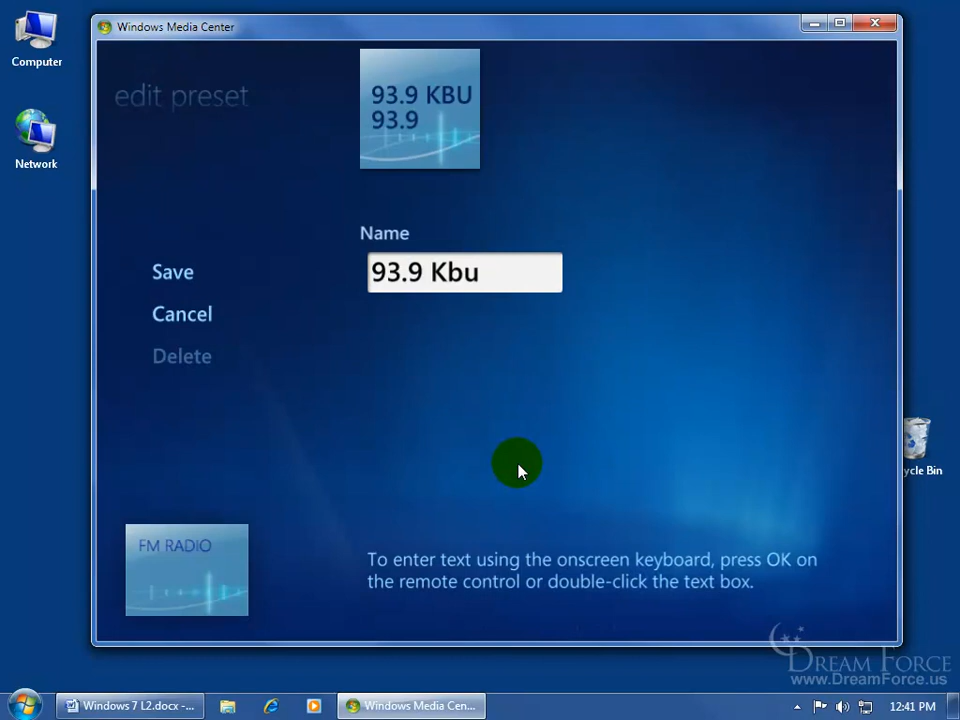 Computer
Network
Windows Media Center
edit preset
93.9 KBU
93.9
Name
93.9 Kbu
Save
Cancel
Delete
FM RADIO
To enter text using the onscreen keyboard, press OK on
the remote control or double-click the text box.
cycle Bin
DREAM FORCE
www.DreamForce.us
Windows 7 L2.docx -...
Windows Media Cen...
12:41 PM